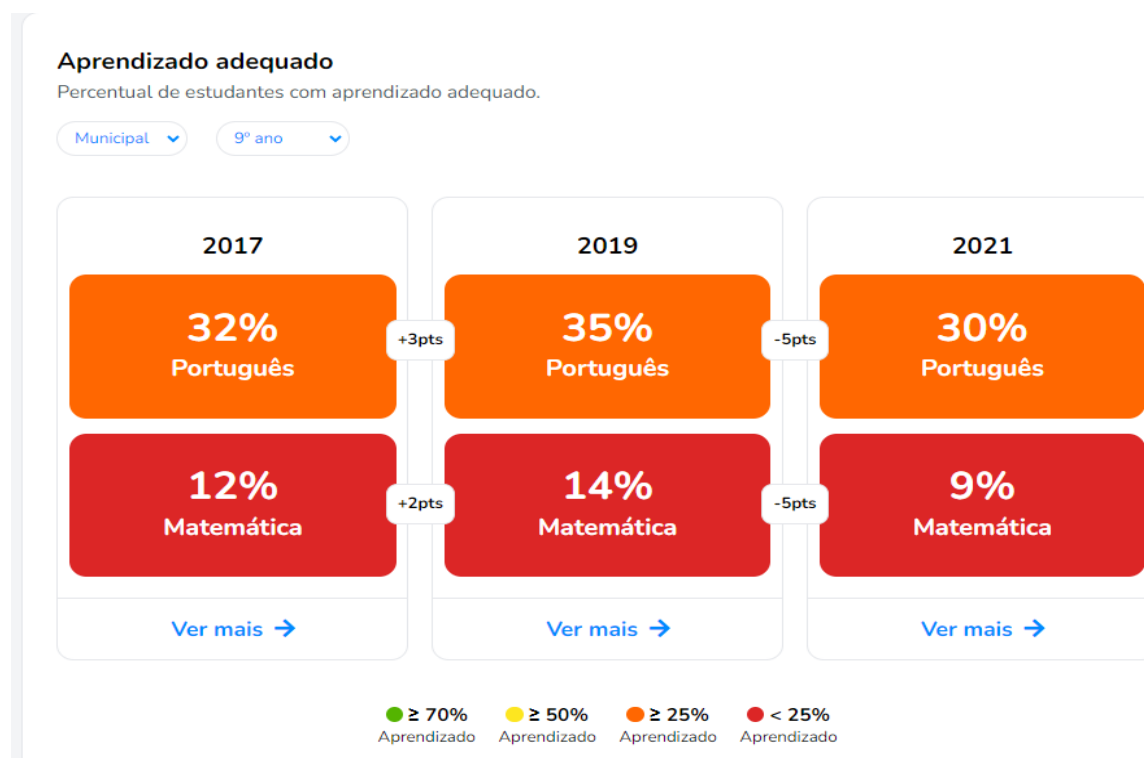 Aprendizado adequado
Percentual de estudantes com aprendizado adequado.
Municipal 9º ano
2017 2019 2021
32% 35% 30%
+3pts -5pts
Português Português Português
12% 14% 9%
+2pts -5pts
Matemática Matemática Matemática
Ver mais → Ver mais → Ver mais →
≥ 70% ≥ 50% ≥ 25% < 25%
Aprendizado Aprendizado Aprendizado Aprendizado